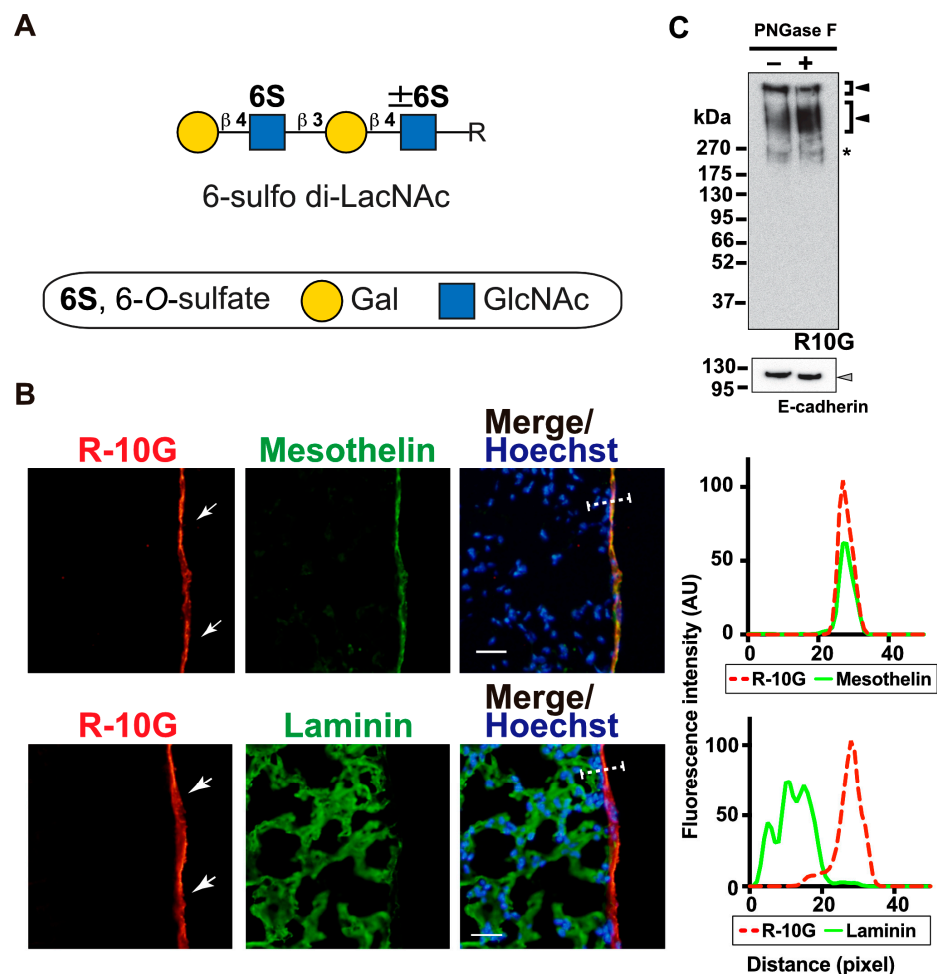 A
6S
±6S
β 4
β 3
β 4
R
6-sulfo di-LacNAc
6S, 6-O-sulfate
Gal
GlcNAc
B
R-10G
Mesothelin
Merge/
Hoechst
R-10G
Laminin
Merge/
Hoechst
C
PNGase F
– +
kDa
270
175
130
95
66
52
37
*
R10G
130
95
E-cadherin
Fluorescence intensity (AU)
100
50
0
0 20 40
R-10G Mesothelin
100
50
0
0 20 40
R-10G Laminin
Distance (pixel)